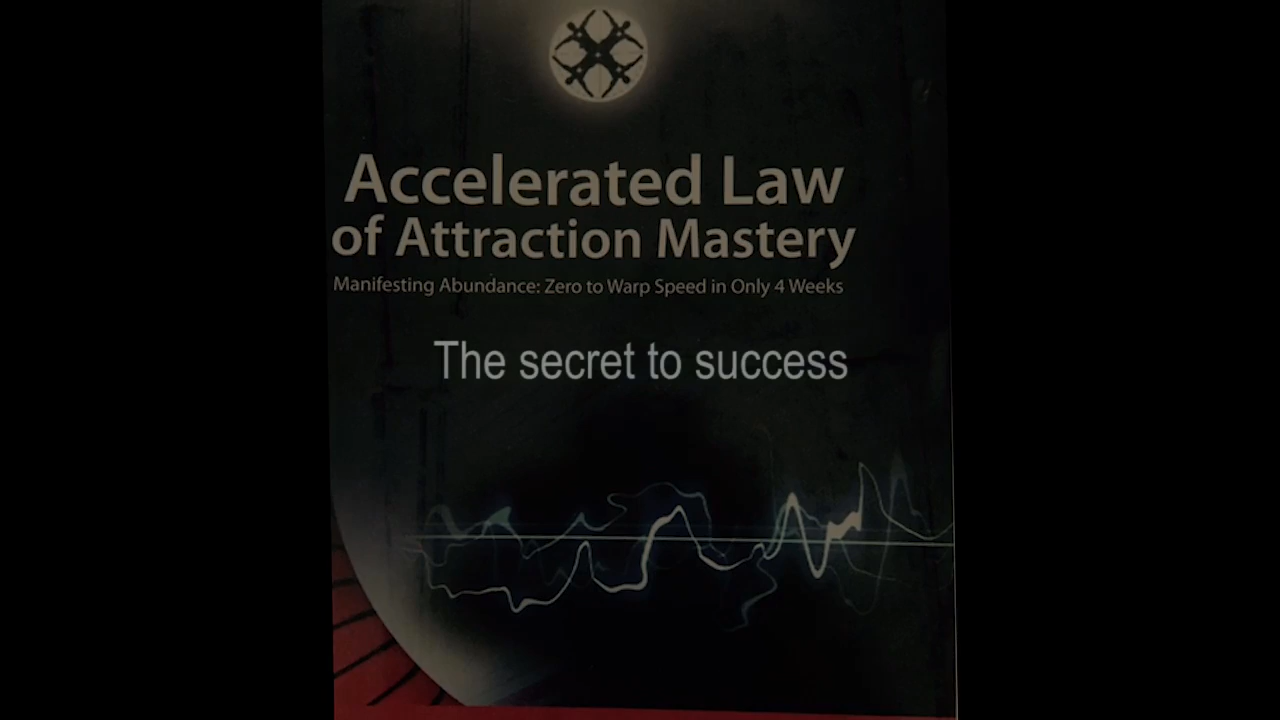 Accelerated Law
of Attraction Mastery
Manifesting Abundance: Zero to Warp Speed in Only 4 Weeks
The secret to success